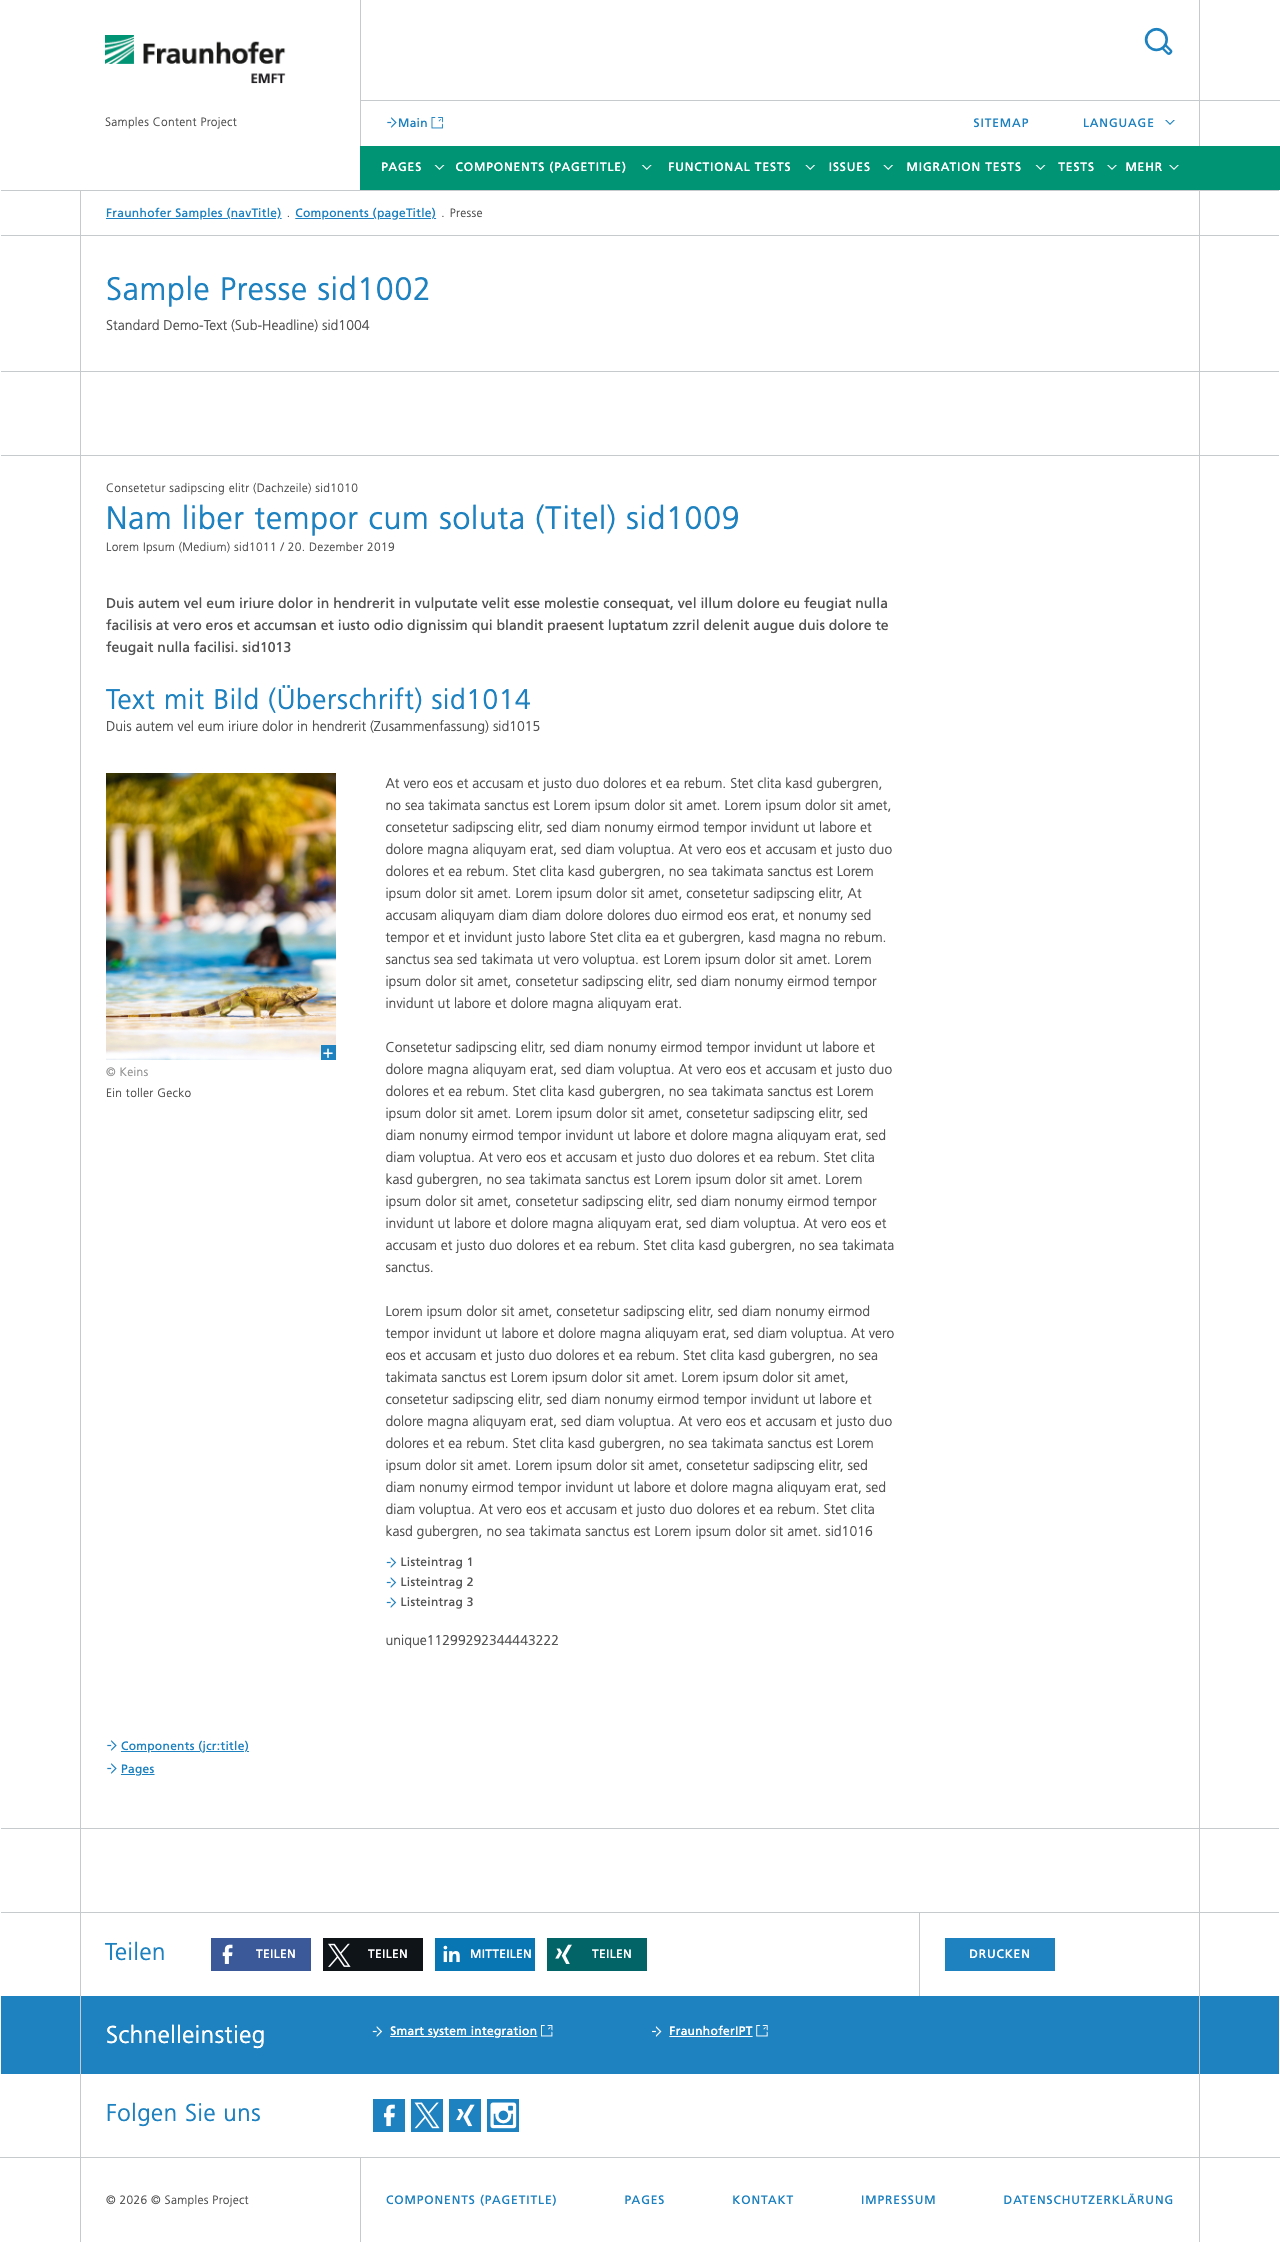 Fraunhofer
EMFT
Samples Content Project
Main
SITEMAP
LANGUAGE
PAGES COMPONENTS (PAGETITLE) FUNCTIONAL TESTS ISSUES MIGRATION TESTS TESTS MEHR
Fraunhofer Samples (navTitle) . Components (pageTitle) . Presse
Sample Presse sid1002
Standard Demo-Text (Sub-Headline) sid1004
Consetetur sadipscing elitr (Dachzeile) sid1010
Nam liber tempor cum soluta (Titel) sid1009
Lorem Ipsum (Medium) sid1011 / 20. Dezember 2019
Duis autem vel eum iriure dolor in hendrerit in vulputate velit esse molestie consequat, vel illum dolore eu feugiat nulla
facilisis at vero eros et accumsan et iusto odio dignissim qui blandit praesent luptatum zzril delenit augue duis dolore te
feugait nulla facilisi. sid1013
Text mit Bild (Überschrift) sid1014
Duis autem vel eum iriure dolor in hendrerit (Zusammenfassung) sid1015
© Keins
Ein toller Gecko
At vero eos et accusam et justo duo dolores et ea rebum. Stet clita kasd gubergren,
no sea takimata sanctus est Lorem ipsum dolor sit amet. Lorem ipsum dolor sit amet,
consetetur sadipscing elitr, sed diam nonumy eirmod tempor invidunt ut labore et
dolore magna aliquyam erat, sed diam voluptua. At vero eos et accusam et justo duo
dolores et ea rebum. Stet clita kasd gubergren, no sea takimata sanctus est Lorem
ipsum dolor sit amet. Lorem ipsum dolor sit amet, consetetur sadipscing elitr, At
accusam aliquyam diam diam dolore dolores duo eirmod eos erat, et nonumy sed
tempor et et invidunt justo labore Stet clita ea et gubergren, kasd magna no rebum.
sanctus sea sed takimata ut vero voluptua. est Lorem ipsum dolor sit amet. Lorem
ipsum dolor sit amet, consetetur sadipscing elitr, sed diam nonumy eirmod tempor
invidunt ut labore et dolore magna aliquyam erat.
Consetetur sadipscing elitr, sed diam nonumy eirmod tempor invidunt ut labore et
dolore magna aliquyam erat, sed diam voluptua. At vero eos et accusam et justo duo
dolores et ea rebum. Stet clita kasd gubergren, no sea takimata sanctus est Lorem
ipsum dolor sit amet. Lorem ipsum dolor sit amet, consetetur sadipscing elitr, sed
diam nonumy eirmod tempor invidunt ut labore et dolore magna aliquyam erat, sed
diam voluptua. At vero eos et accusam et justo duo dolores et ea rebum. Stet clita
kasd gubergren, no sea takimata sanctus est Lorem ipsum dolor sit amet. Lorem
ipsum dolor sit amet, consetetur sadipscing elitr, sed diam nonumy eirmod tempor
invidunt ut labore et dolore magna aliquyam erat, sed diam voluptua. At vero eos et
accusam et justo duo dolores et ea rebum. Stet clita kasd gubergren, no sea takimata
sanctus.
Lorem ipsum dolor sit amet, consetetur sadipscing elitr, sed diam nonumy eirmod
tempor invidunt ut labore et dolore magna aliquyam erat, sed diam voluptua. At vero
eos et accusam et justo duo dolores et ea rebum. Stet clita kasd gubergren, no sea
takimata sanctus est Lorem ipsum dolor sit amet. Lorem ipsum dolor sit amet,
consetetur sadipscing elitr, sed diam nonumy eirmod tempor invidunt ut labore et
dolore magna aliquyam erat, sed diam voluptua. At vero eos et accusam et justo duo
dolores et ea rebum. Stet clita kasd gubergren, no sea takimata sanctus est Lorem
ipsum dolor sit amet. Lorem ipsum dolor sit amet, consetetur sadipscing elitr, sed
diam nonumy eirmod tempor invidunt ut labore et dolore magna aliquyam erat, sed
diam voluptua. At vero eos et accusam et justo duo dolores et ea rebum. Stet clita
kasd gubergren, no sea takimata sanctus est Lorem ipsum dolor sit amet. sid1016
Listeintrag 1
Listeintrag 2
Listeintrag 3
unique11299292344443222
Components (jcr:title)
Pages
Teilen
TEILEN
TEILEN
MITTEILEN
TEILEN
DRUCKEN
Schnelleinstieg
Smart system integration
FraunhoferIPT
Folgen Sie uns
© 2026 © Samples Project
COMPONENTS (PAGETITLE) PAGES KONTAKT IMPRESSUM DATENSCHUTZERKLÄRUNG